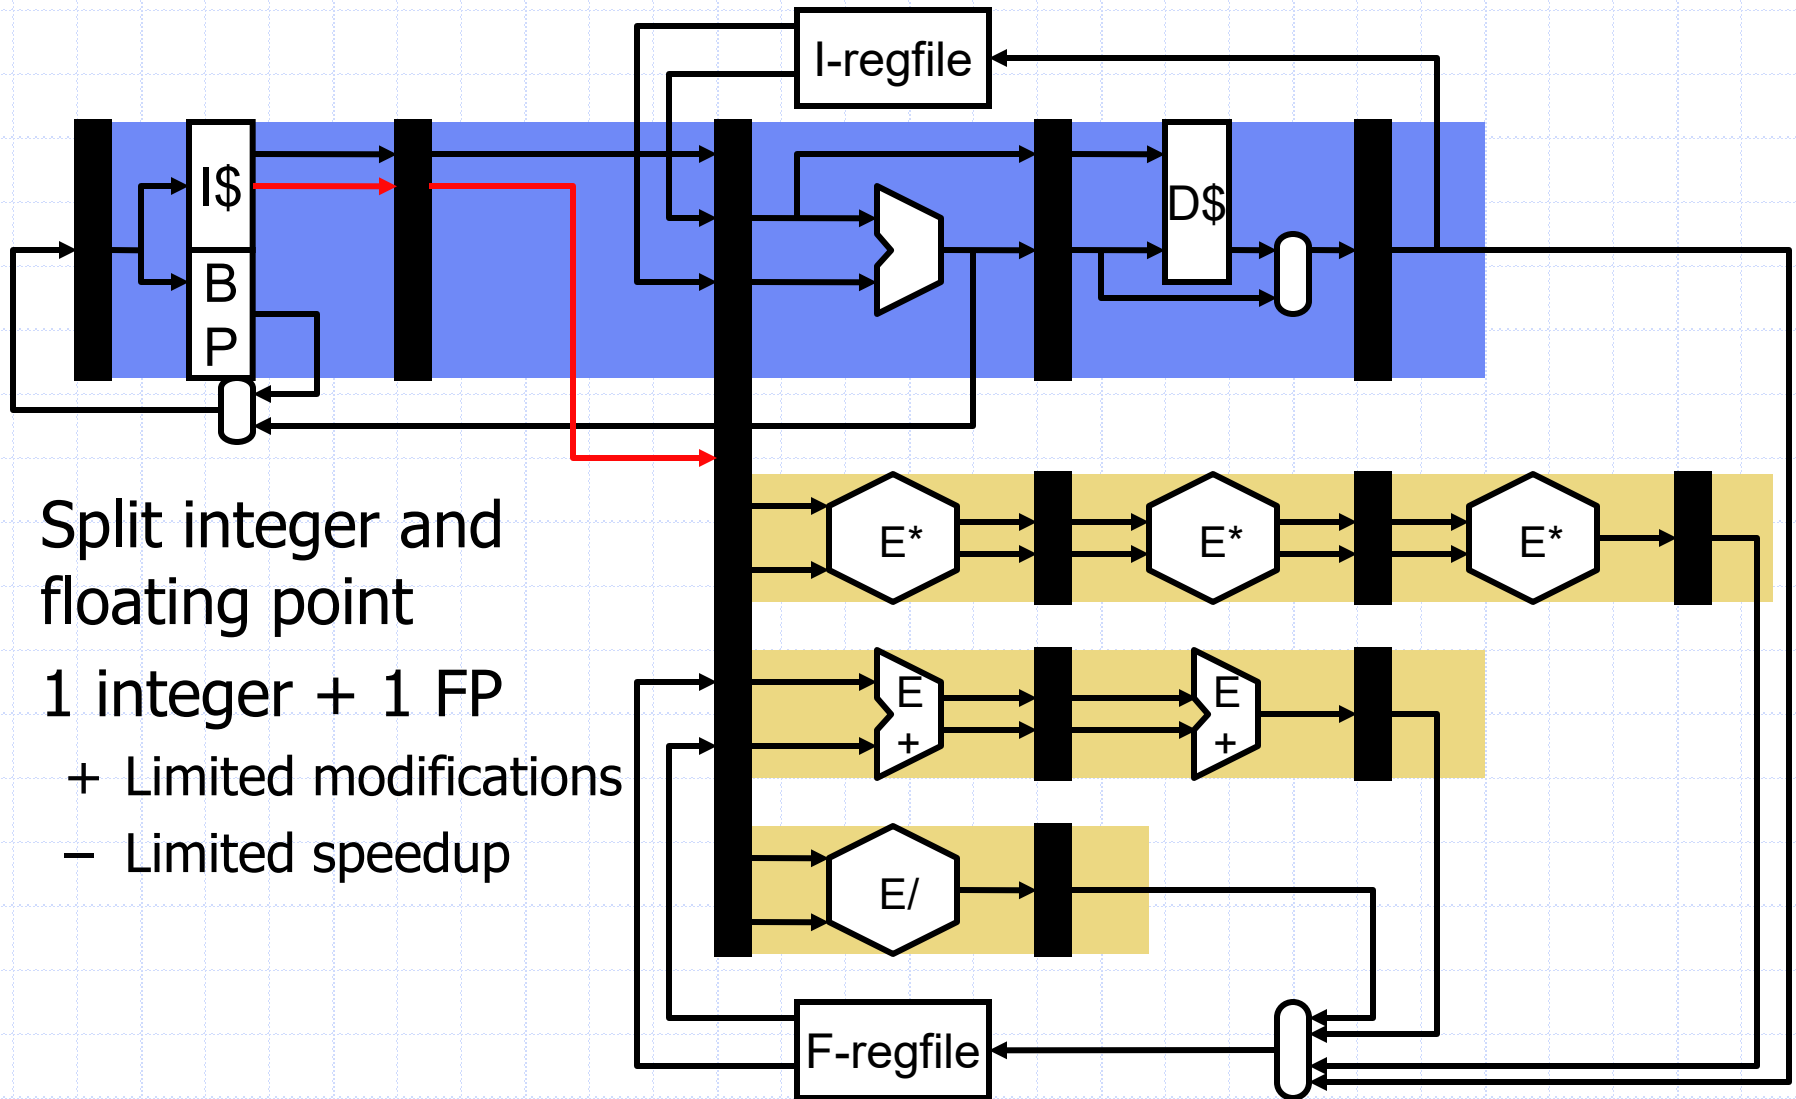 I-regfile
I$
D$
B
P
E*
E*
E*
Split integer and
floating point
1 integer + 1 FP
+ Limited modifications
– Limited speedup
E
+
E
+
E/
F-regfile